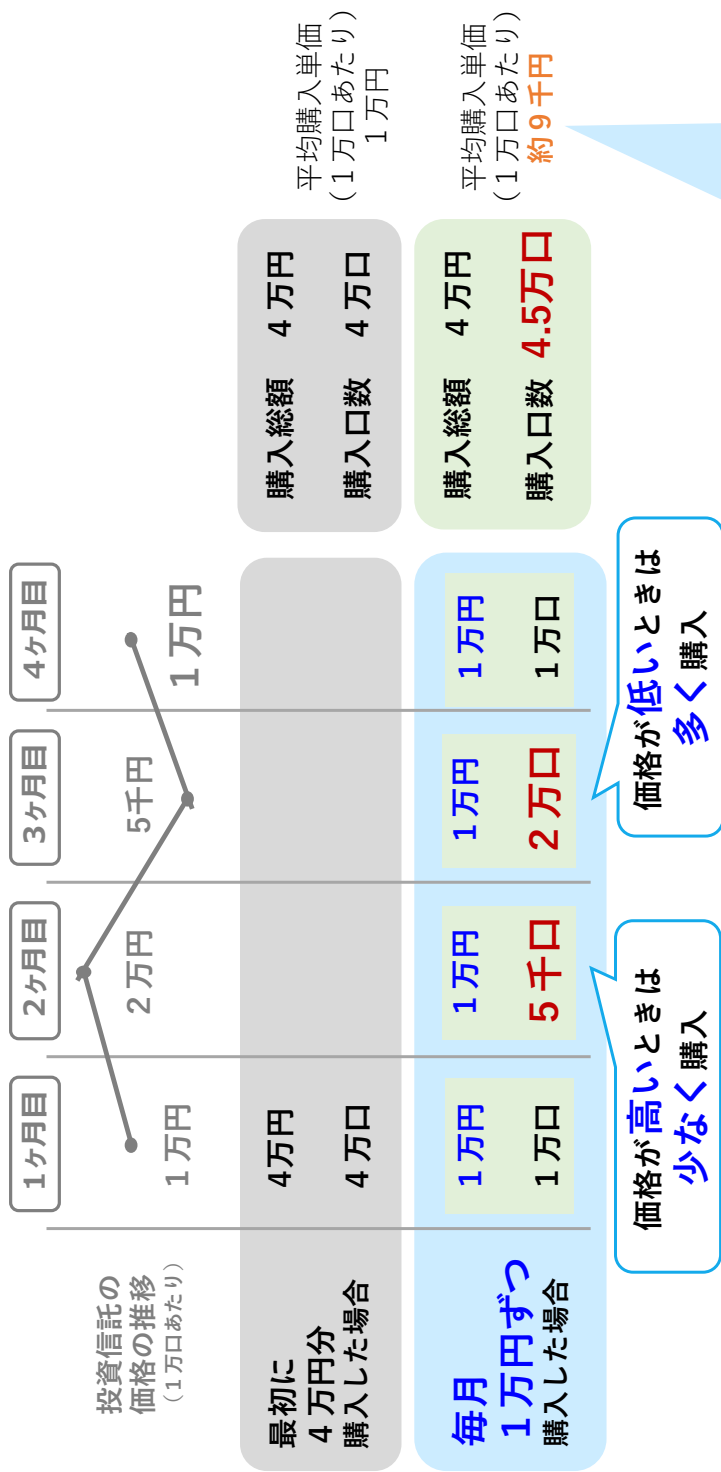 1ヶ月目
2ヶ月目
3ヶ月目
4ヶ月目
投資信託の
価格の推移
(1万口あたり)
1万円
2万円
5千円
1万円
最初に
4万円分
購入した場合
4万円
4万口
購入総額 4万円
購入口数 4万口
平均購入単価
(1万口あたり)
1万円
毎月
1万円ずつ
購入した場合
1万円
1万口
1万円
5千口
1万円
2万口
1万円
1万口
購入総額 4万円
購入口数 4.5万口
平均購入単価
(1万口あたり)
約9千円
価格が高いときは
少なく購入
価格が低いときは
多く購入